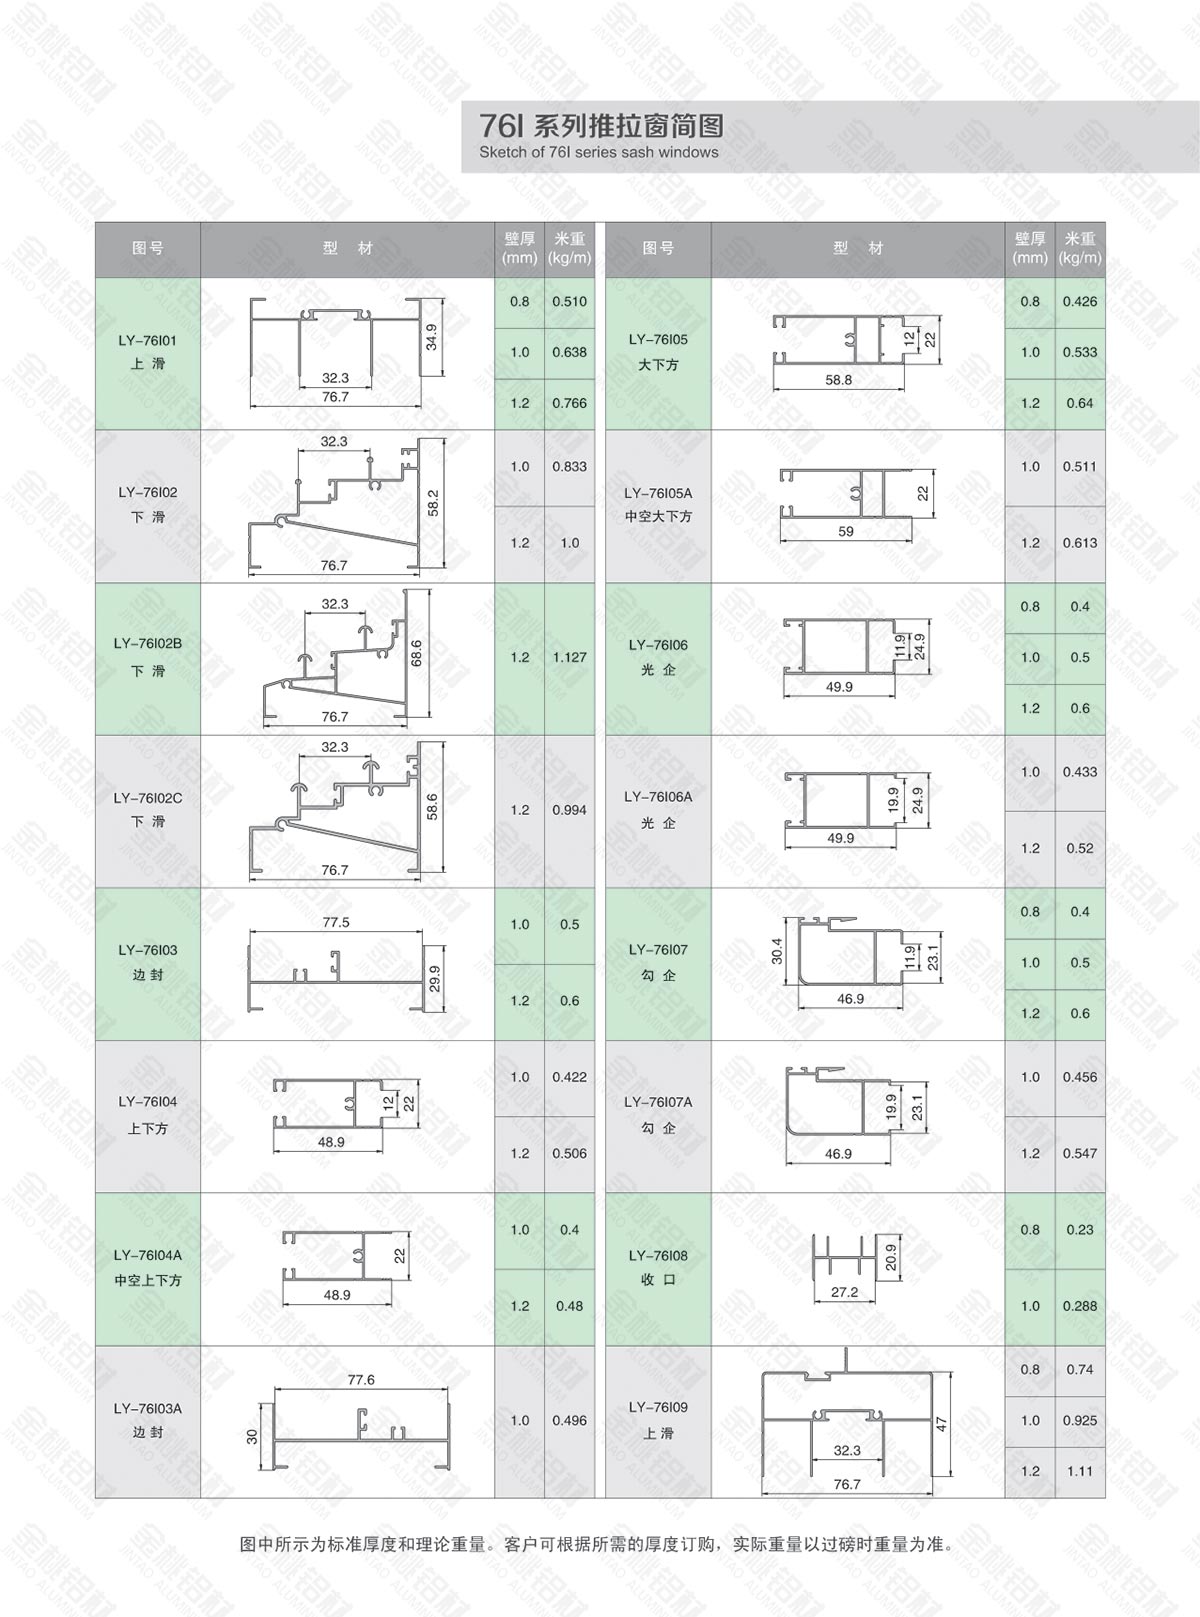 76I 系列推拉窗简图
Sketch of 76I series sash windows
图号 型 材 壁厚(mm) 米重(kg/m)
LY-76I01
上 滑
34.9
32.3
76.7
0.8 0.510
1.0 0.638
1.2 0.766
LY-76I02
下 滑
32.3
58.2
76.7
1.0 0.833
1.2 1.0
LY-76I02B
下 滑
32.3
68.6
76.7
1.2 1.127
LY-76I02C
下 滑
32.3
58.6
76.7
1.2 0.994
LY-76I03
边 封
77.5
29.9
1.0 0.5
1.2 0.6
LY-76I04
上下方
12
22
48.9
1.0 0.422
1.2 0.506
LY-76I04A
中空上下方
22
48.9
1.0 0.4
1.2 0.48
LY-76I03A
边 封
77.6
30
1.0 0.496
图号 型 材 壁厚(mm) 米重(kg/m)
LY-76I05
大下方
12
22
58.8
0.8 0.426
1.0 0.533
1.2 0.64
LY-76I05A
中空大下方
22
59
1.0 0.511
1.2 0.613
LY-76I06
光 企
11.9
24.9
49.9
0.8 0.4
1.0 0.5
1.2 0.6
LY-76I06A
光 企
19.9
24.9
49.9
1.0 0.433
1.2 0.52
LY-76I07
勾 企
30.4
11.9
23.1
46.9
0.8 0.4
1.0 0.5
1.2 0.6
LY-76I07A
勾 企
19.9
23.1
46.9
1.0 0.456
1.2 0.547
LY-76I08
收 口
20.9
27.2
0.8 0.23
1.0 0.288
LY-76I09
上 滑
47
32.3
76.7
0.8 0.74
1.0 0.925
1.2 1.11
图中所示为标准厚度和理论重量。客户可根据所需的厚度订购，实际重量以过磅时重量为准。
金桃铝材
JINTAO ALUMINIUM